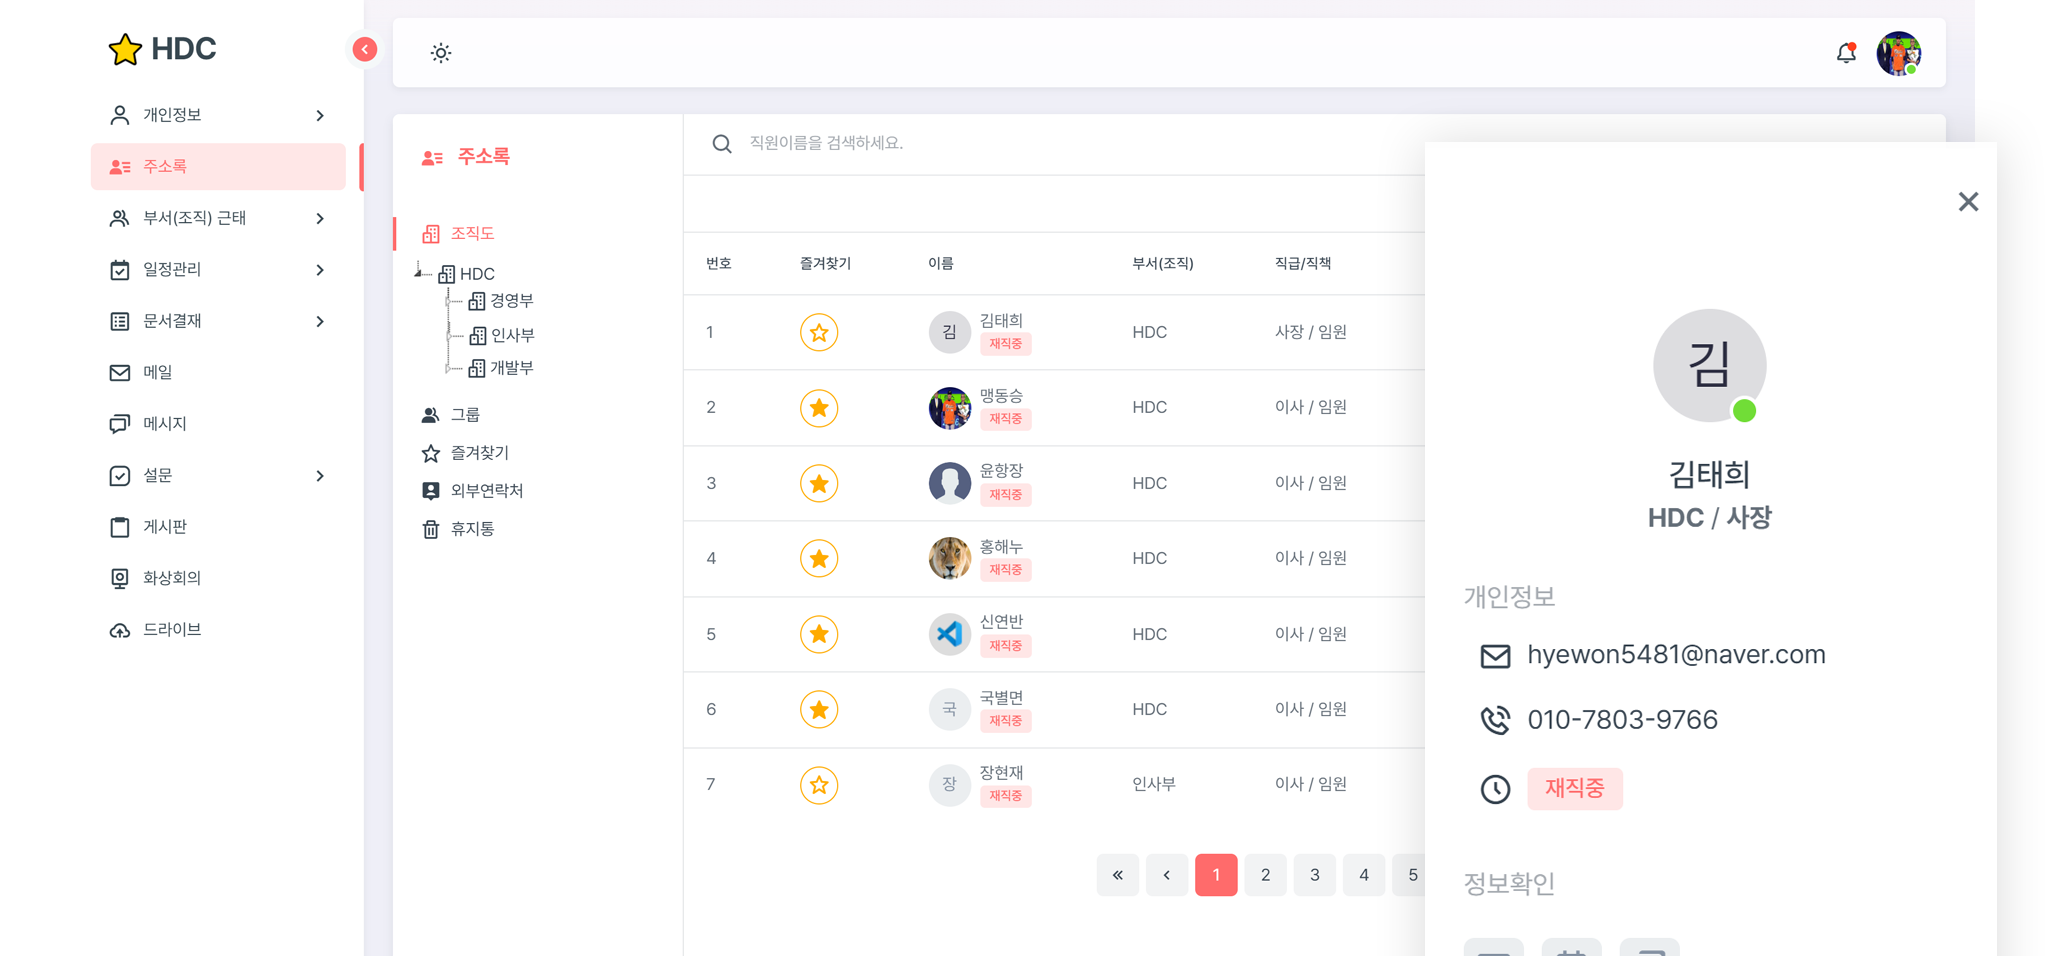 HDC
개인정보
주소록
부서(조직) 근태
일정관리
문서결재
메일
메시지
설문
게시판
화상회의
드라이브
주소록
조직도
HDC
경영부
인사부
개발부
그룹
즐겨찾기
외부연락처
휴지통
직원이름을 검색하세요.
번호 즐겨찾기 이름 부서(조직) 직급/직책
1 김 김태희 HDC 사장 / 임원
재직중
2 맹동승 HDC 이사 / 임원
재직중
3 윤항장 HDC 이사 / 임원
재직중
4 홍해누 HDC 이사 / 임원
재직중
5 신연반 HDC 이사 / 임원
재직중
6 국 국별면 HDC 이사 / 임원
재직중
7 장 장현재 인사부 이사 / 임원
재직중
« ‹ 1 2 3 4 5
김
김태희
HDC / 사장
개인정보
hyewon5481@naver.com
010-7803-9766
재직중
정보확인